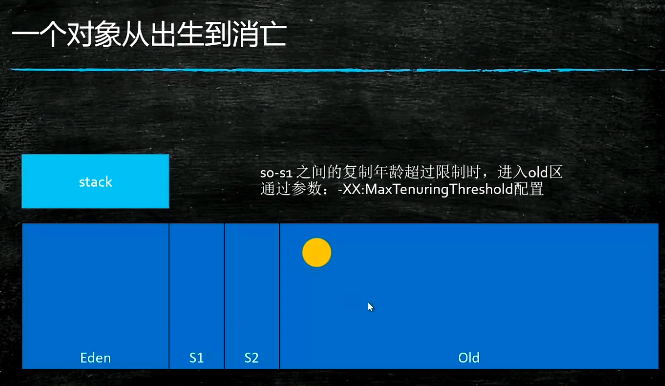 一个对象从出生到消亡
stack
s0-s1 之间的复制年龄超过限制时，进入old区
通过参数：-XX:MaxTenuringThreshold配置
Eden
S1
S2
Old